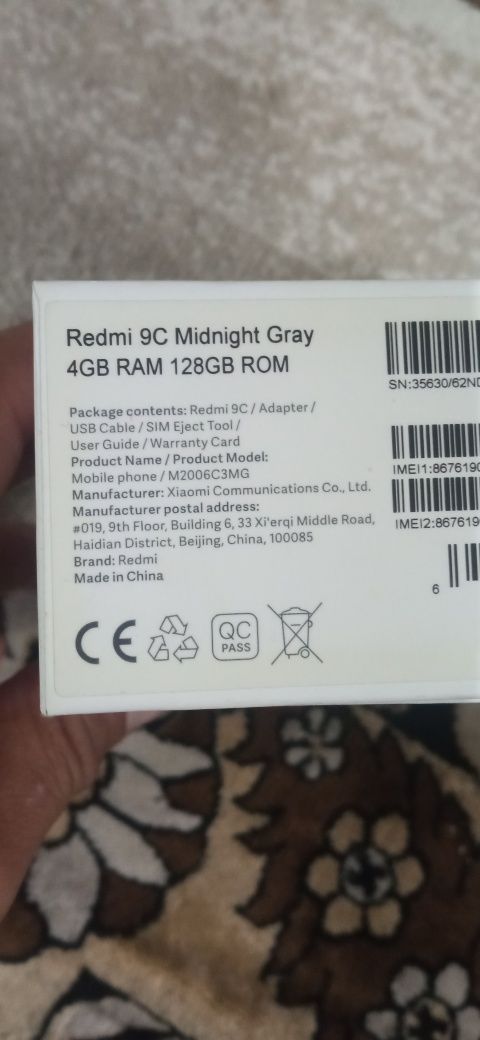 Redmi 9C Midnight Gray
4GB RAM 128GB ROM
Package contents: Redmi 9C / Adapter /
USB Cable / SIM Eject Tool /
User Guide / Warranty Card
Product Name / Product Model:
Mobile phone / M2006C3MG
Manufacturer: Xiaomi Communications Co., Ltd.
Manufacturer postal address:
#019, 9th Floor, Building 6, 33 Xi'erqi Middle Road,
Haidian District, Beijing, China, 100085
Brand: Redmi
Made in China
CE
QC
PASS
SN:35630/62N
IMEI1:867619
IMEI2:867619
6